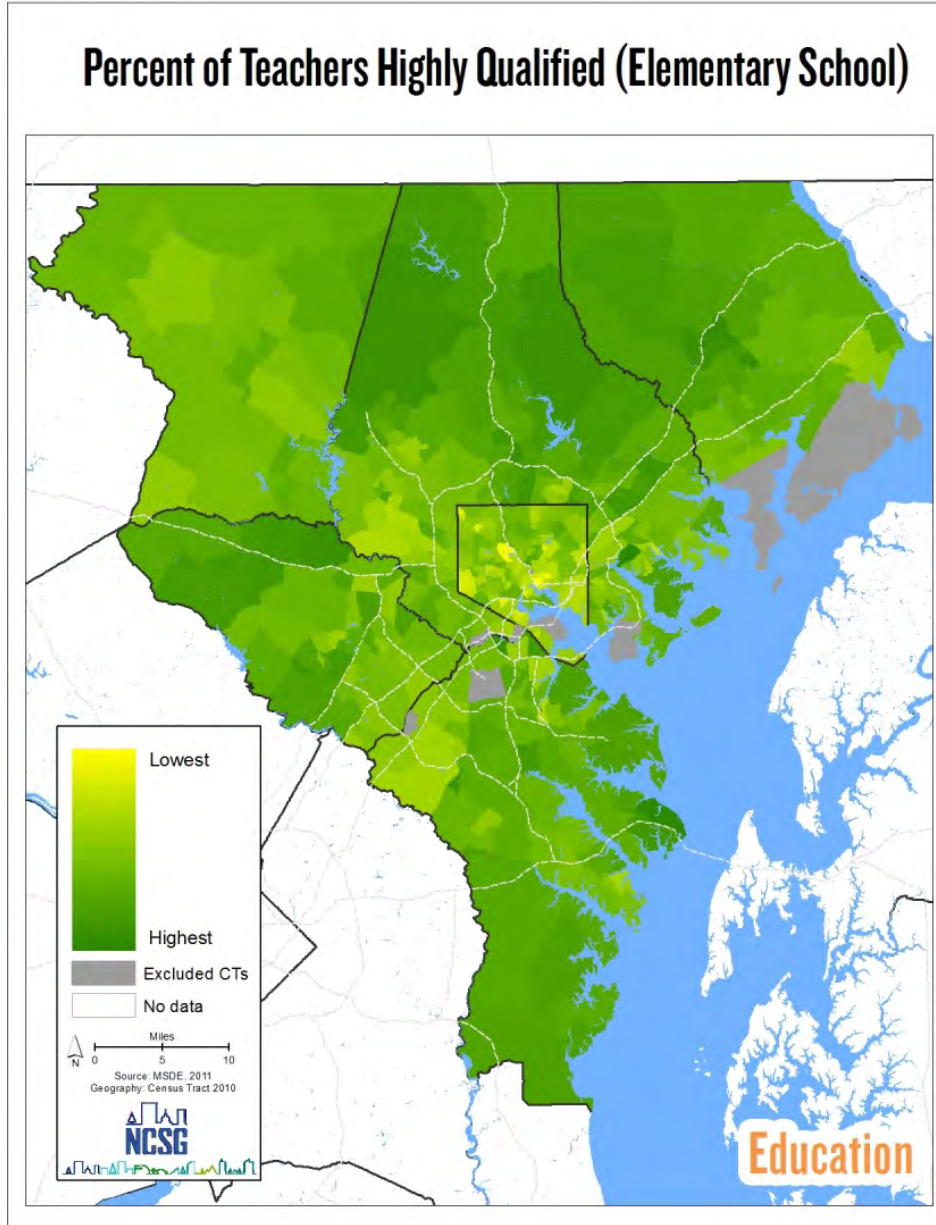 Percent of Teachers Highly Qualified (Elementary School)
Lowest
Highest
Excluded CTs
No data
Miles
N
0 5 10
Source: MSDE, 2011
Geography: Census Tract 2010
NCSG
Education